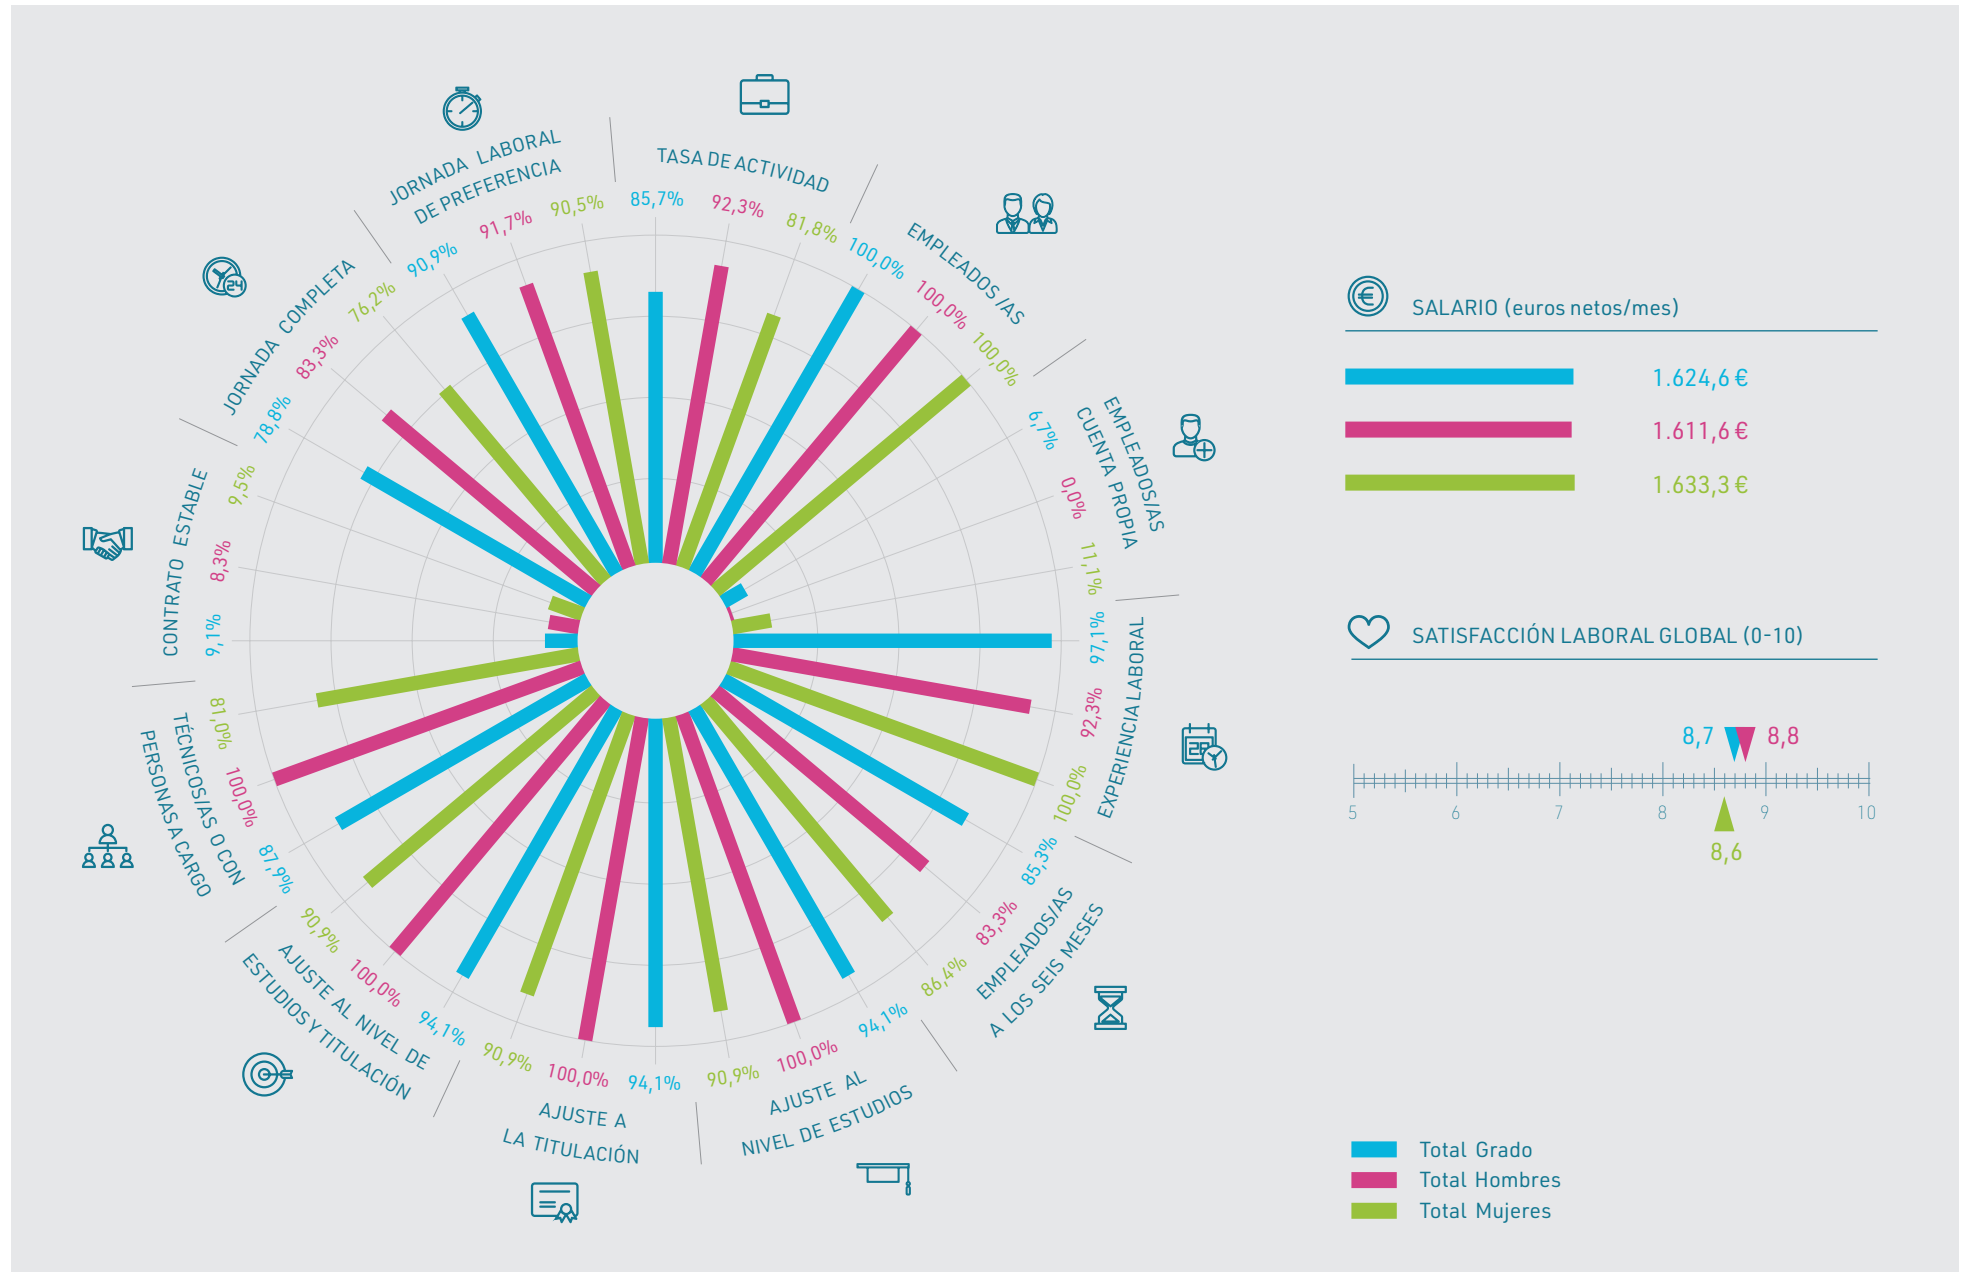 TASA DE ACTIVIDAD
85,7%
92,3%
81,8%
EMPLEADOS /AS
100,0%
100,0%
100,0%
EMPLEADOS/AS
CUENTA PROPIA
6,7%
0,0%
11,1%
EXPERIENCIA LABORAL
97,1%
92,3%
100,0%
EMPLEADOS/AS
A LOS SEIS MESES
85,3%
83,3%
86,4%
AJUSTE AL
NIVEL DE ESTUDIOS
94,1%
100,0%
90,9%
AJUSTE A
LA TITULACIÓN
94,1%
100,0%
90,9%
AJUSTE AL NIVEL DE
ESTUDIOS Y TITULACIÓN
94,1%
100,0%
90,9%
TÉCNICOS/AS O CON
PERSONAS A CARGO
87,9%
100,0%
81,0%
CONTRATO ESTABLE
9,1%
8,3%
9,5%
JORNADA COMPLETA
78,8%
83,3%
76,2%
JORNADA LABORAL
DE PREFERENCIA
90,9%
91,7%
90,5%
24
28
SALARIO (euros netos/mes)
1.624,6 €
1.611,6 €
1.633,3 €
SATISFACCIÓN LABORAL GLOBAL (0-10)
8,7 8,8
5 6 7 8 9 10
8,6
Total Grado
Total Hombres
Total Mujeres